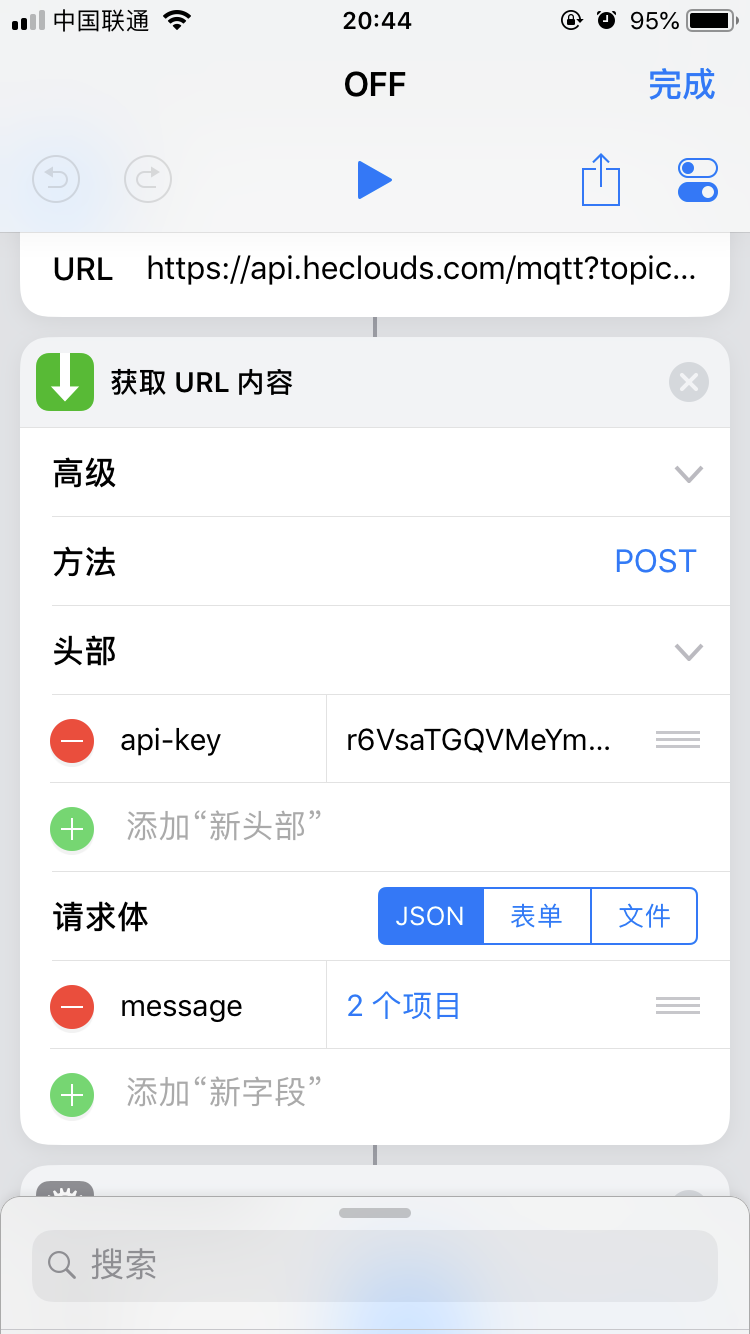 中国联通 20:44 95%
OFF 完成
URL https://api.heclouds.com/mqtt?topic...
获取 URL 内容
高级
方法 POST
头部
api-key r6VsaTGQVMeYm...
添加“新头部”
请求体 JSON 表单 文件
message 2 个项目
添加“新字段”
搜索